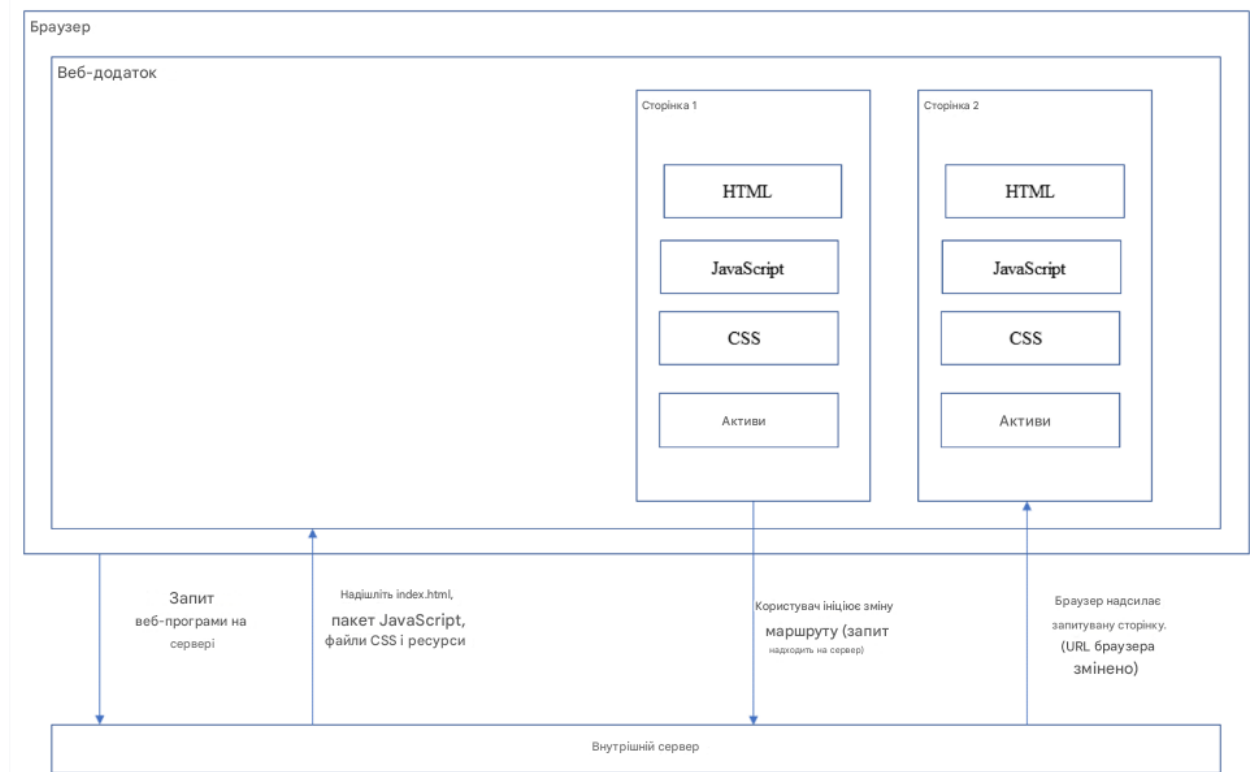 Браузер
Веб-додаток
Сторінка 1
HTML
JavaScript
CSS
Активи
Сторінка 2
HTML
JavaScript
CSS
Активи
Запит
веб-програми на
сервері
Надішліть index.html,
пакет JavaScript,
файли CSS і ресурси
Користувач ініціює зміну
маршруту (запит
надходить на сервер)
Браузер надсилає
запитувану сторінку.
(URL браузера
змінено)
Внутрішній сервер